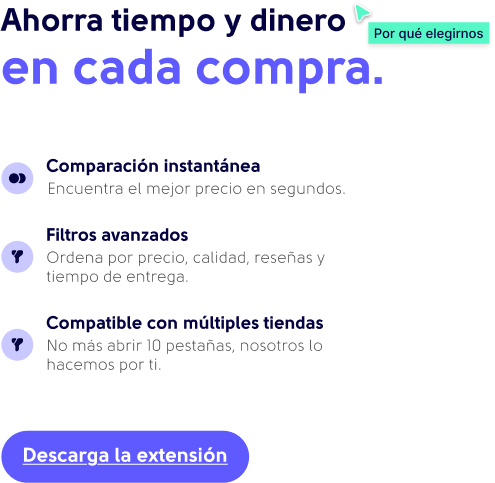 Ahorra tiempo y dinero
Por qué elegirnos
en cada compra.
Comparación instantánea
Encuentra el mejor precio en segundos.
Filtros avanzados
Ordena por precio, calidad, reseñas y
tiempo de entrega.
Compatible con múltiples tiendas
No más abrir 10 pestañas, nosotros lo
hacemos por ti.
Descarga la extensión